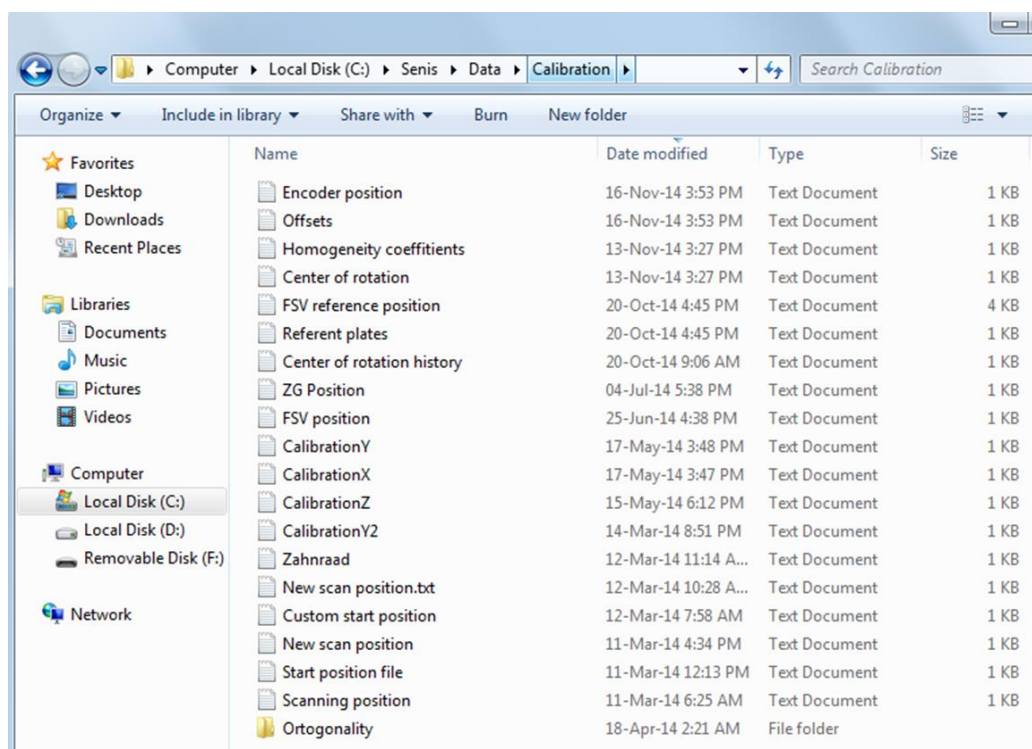 Computer Local Disk (C:) Senis Data Calibration Search Calibration
Organize Include in library Share with Burn New folder
Favorites
Desktop
Downloads
Recent Places
Libraries
Documents
Music
Pictures
Videos
Computer
Local Disk (C:)
Local Disk (D:)
Removable Disk (F:)
Network
Name Date modified Type Size
Encoder position 16-Nov-14 3:53 PM Text Document 1 KB
Offsets 16-Nov-14 3:53 PM Text Document 1 KB
Homogeneity coeffitients 13-Nov-14 3:27 PM Text Document 1 KB
Center of rotation 13-Nov-14 3:27 PM Text Document 1 KB
FSV reference position 20-Oct-14 4:45 PM Text Document 4 KB
Referent plates 20-Oct-14 4:45 PM Text Document 1 KB
Center of rotation history 20-Oct-14 9:06 AM Text Document 1 KB
ZG Position 04-Jul-14 5:38 PM Text Document 1 KB
FSV position 25-Jun-14 4:38 PM Text Document 1 KB
CalibrationY 17-May-14 3:48 PM Text Document 1 KB
CalibrationX 17-May-14 3:47 PM Text Document 1 KB
CalibrationZ 15-May-14 6:12 PM Text Document 1 KB
CalibrationY2 14-Mar-14 8:51 PM Text Document 1 KB
Zahnraad 12-Mar-14 11:14 A... Text Document 1 KB
New scan position.txt 12-Mar-14 10:28 A... Text Document 1 KB
Custom start position 12-Mar-14 7:58 AM Text Document 1 KB
New scan position 11-Mar-14 4:34 PM Text Document 1 KB
Start position file 11-Mar-14 12:13 PM Text Document 1 KB
Scanning position 11-Mar-14 6:25 AM Text Document 1 KB
Ortogonality 18-Apr-14 2:21 AM File folder